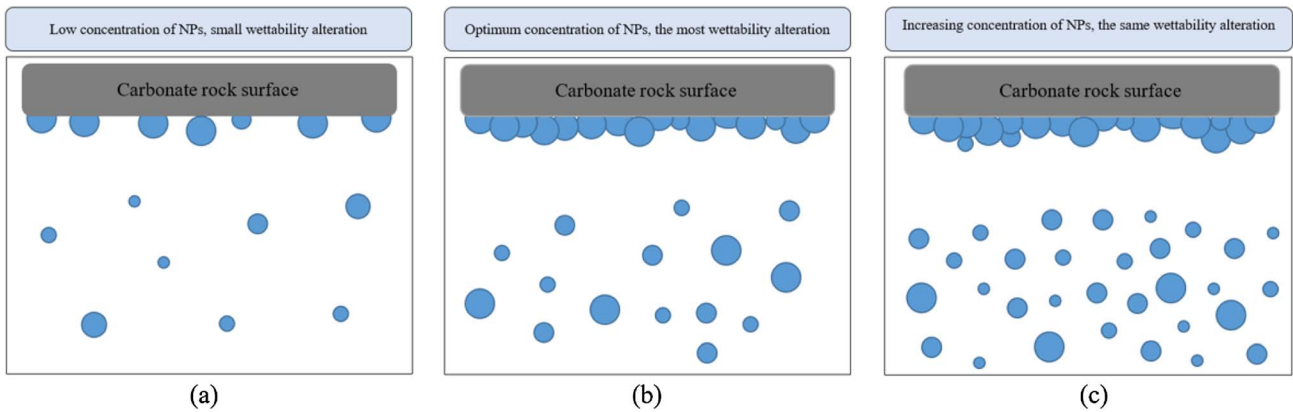 Low concentration of NPs, small wettability alteration
Optimum concentration of NPs, the most wettability alteration
Increasing concentration of NPs, the same wettability alteration
Carbonate rock surface
Carbonate rock surface
Carbonate rock surface
(a)
(b)
(c)